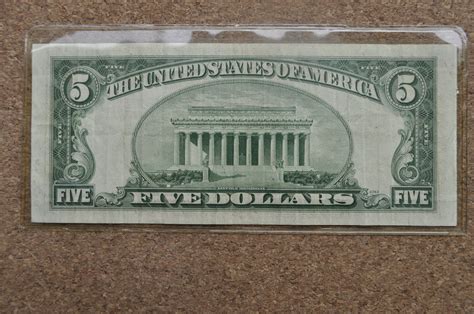 THE UNITED STATES OF AMERICA
5 5
FIVE FIVE DOLLARS FIVE